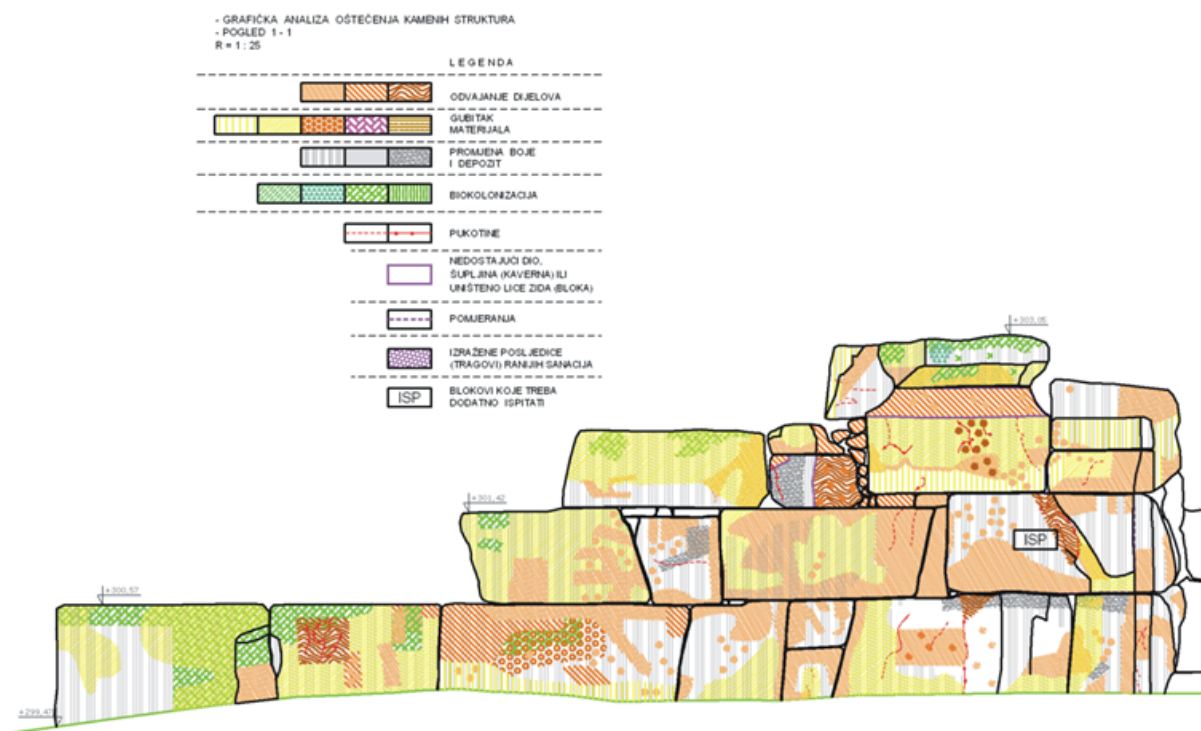 - GRAFIČKA ANALIZA OŠTEĆENJA KAMENIH STRUKTURA
- POGLED 1 - 1
R = 1 : 25
LEGENDA
ODVAJANJE DIJELOVA
GUBITAK
MATERIJALA
PROMJENA BOJE
I DEPOZIT
BIOKOLONIZACIJA
PUKOTINE
NEDOSTAJUĆI DIO,
ŠUPLJINA (KAVERNA) ILI
UNIŠTENO LICE ZIDA (BLOKA)
POMJERANJA
IZRAŽENE POSLJEDICE
(TRAGOVI) RANIJIH SANACIJA
ISP
BLOKOVI KOJE TREBA
DODATNO ISPITATI
+303,05
+301,42
ISP
+300,57
+299,47